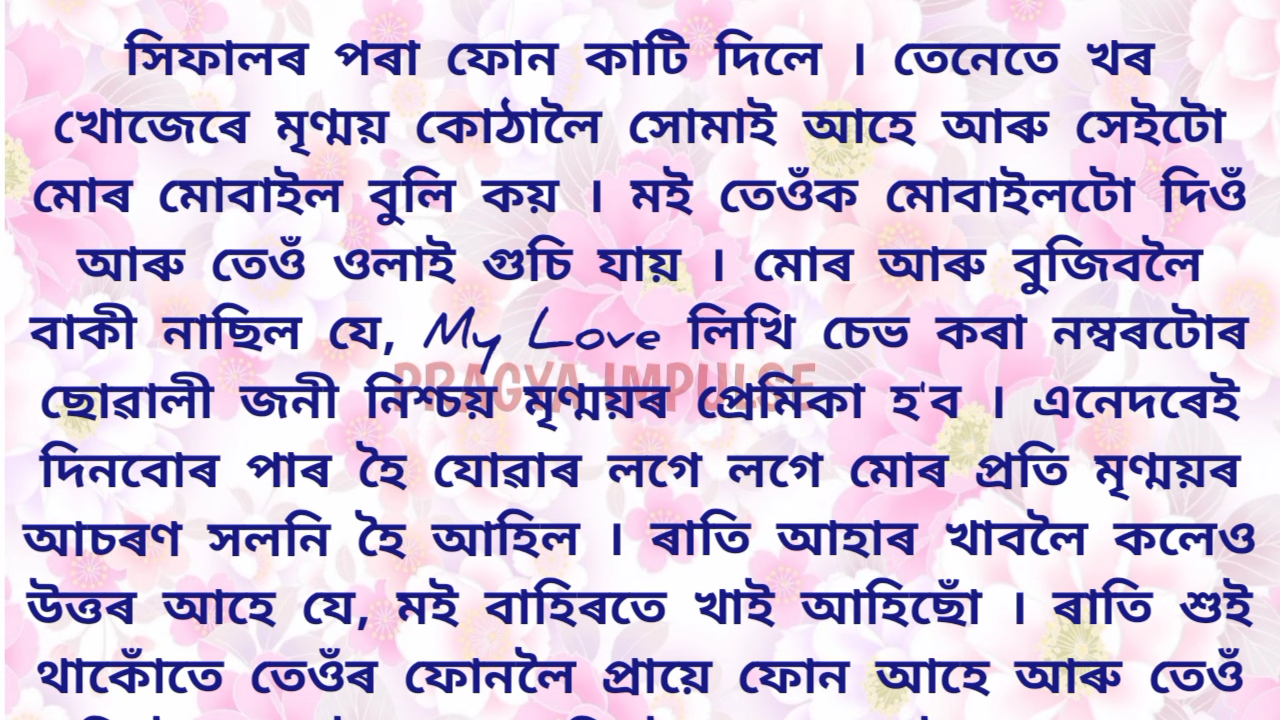 সিফালৰ পৰা ফোন কাটি দিলে । তেনেতে খৰ
খোজেৰে মৃণ্ময় কোঠালৈ সোমাই আহে আৰু সেইটো
মোৰ মোবাইল বুলি কয় । মই তেওঁক মোবাইলটো দিওঁ
আৰু তেওঁ ওলাই গুচি যায় । মোৰ আৰু বুজিবলৈ
বাকী নাছিল যে, My Love লিখি চেভ কৰা নম্বৰটোৰ
PRAGYA IMPULSE
ছোৱালী জনী নিশ্চয় মৃণ্ময়ৰ প্ৰেমিকা হ'ব । এনেদৰেই
দিনবোৰ পাৰ হৈ যোৱাৰ লগে লগে মোৰ প্ৰতি মৃণ্ময়ৰ
আচৰণ সলনি হৈ আহিল । ৰাতি আহাৰ খাবলৈ কলেও
উত্তৰ আহে যে, মই বাহিৰতে খাই আহিছোঁ । ৰাতি শুই
থাকোঁতে তেওঁৰ ফোনলৈ প্ৰায়ে ফোন আহে আৰু তেওঁ